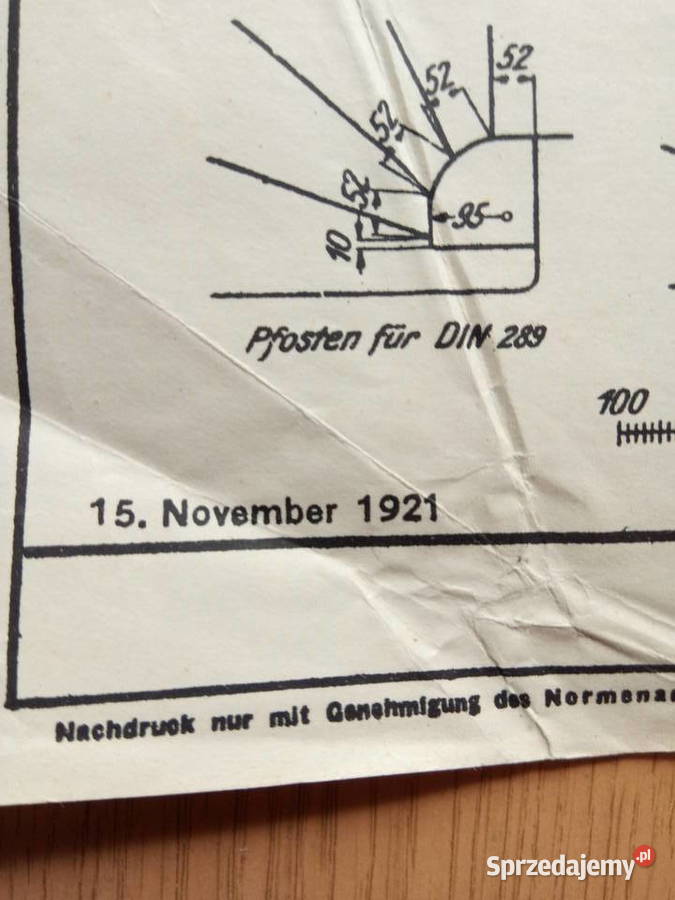 52
52
52
52
95
10
Pfosten für DIN 289
100
15. November 1921
Nachdruck nur mit Genehmigung des
Sprzedajemy.pl